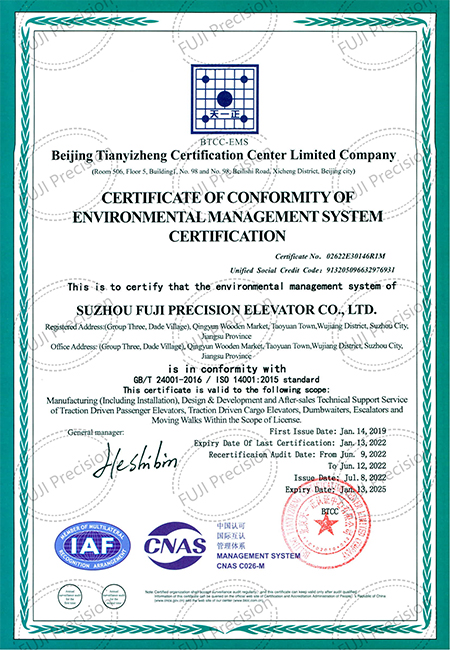 FUJI Precision
天一正
BTCC-EMS
Beijing Tianyizheng Certification Center Limited Company
(Room 506, Floor 5, Building1, No. 98 and No. 98, Beilishi Road, Xicheng District, Beijing city)
CERTIFICATE OF CONFORMITY OF
ENVIRONMENTAL MANAGEMENT SYSTEM
CERTIFICATION
Certificate No. 02622E30146R1M
Unified Social Credit Code: 913205096632976931
This is to certify that the environmental management system of
SUZHOU FUJI PRECISION ELEVATOR CO., LTD.
Registered Address:(Group Three, Dade Village), Qingyun Wooden Market, Taoyuan Town,Wujiang District, Suzhou City,
Jiangsu Province
Office Address: (Group Three, Dade Village), Qingyun Wooden Market, Taoyuan Town,Wujiang District, Suzhou City,
Jiangsu Province
is in conformity with
GB/T 24001-2016 / ISO 14001:2015 standard
This certificate is valid to the following scope:
Manufacturing (Including Installation), Design & Development and After-sales Technical Support Service
of Traction Driven Passenger Elevators, Traction Driven Cargo Elevators, Dumbwaiters, Escalators and
Moving Walks Within the Scope of License.
General manager:
First Issue Date: Jan.14,2019
Expiry Date Of Last Certification: Jan.13,2022
Recertificaion Audit Date: From Jun. 9,2022
To Jun.12,2022
Heshibin
Issue Date: Jul.8,2022
Expiry Date: Jan.13,2025
BTCC
MEMBER OF MULTILATERAL
IAF
RECOGNITION ARRANGEMENT
CNAS
中国认可
国际互认
管理体系
MANAGEMENT SYSTEM
CNAS C026-M